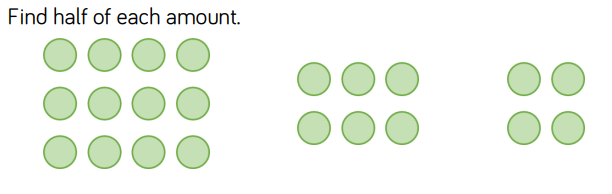 Find half of each amount.